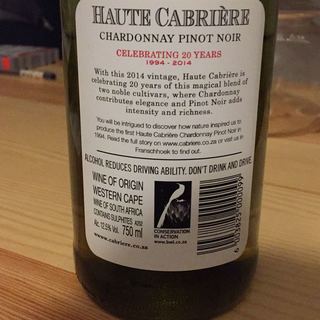 HAUTE CABRIÈRE
CHARDONNAY PINOT NOIR
CELEBRATING 20 YEARS
1994 - 2014
With this 2014 vintage, Haute Cabrière is
celebrating 20 years of this magical blend of
two noble cultivars, where Chardonnay
contributes elegance and Pinot Noir adds
intensity and richness.
You will be intrigued to discover how nature inspired us to
produce the first Haute Cabrière Chardonnay Pinot Noir in
1994. Read the full story on www.cabriere.co.za or visit us in
Franschhoek to find out.
ALCOHOL REDUCES DRIVING ABILITY. DON'T DRINK AND DRIVE.
WINE OF ORIGIN
WESTERN CAPE
WINE OF SOUTH AFRICA
CONTAINS SULPHITES
Alc. 12.5% Vol. 750 ml
www.cabriere.co.za
CONSERVATION
IN ACTION
www.bwi.co.za
6 003625 000099